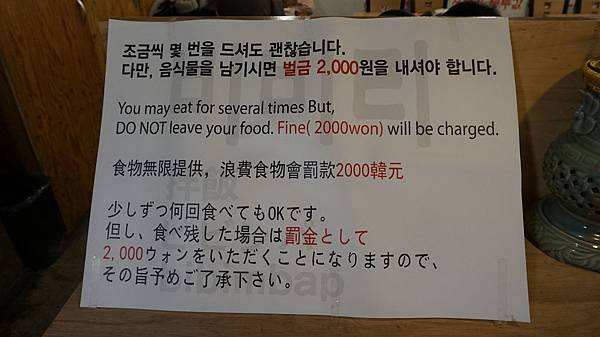 조금씩 몇 번을 드셔도 괜찮습니다.
다만, 음식물을 남기시면 벌금 2,000원을 내셔야 합니다.
You may eat for several times But,
DO NOT leave your food. Fine( 2000won) will be charged.
食物無限提供，浪費食物會罰款2000韓元
少しずつ何回食べてもOKです。
但し、食べ残した場合は罰金として
2,000ウォンをいただくことになりますので、
その旨予めご了承下さい。
拌飯
Bibimbap